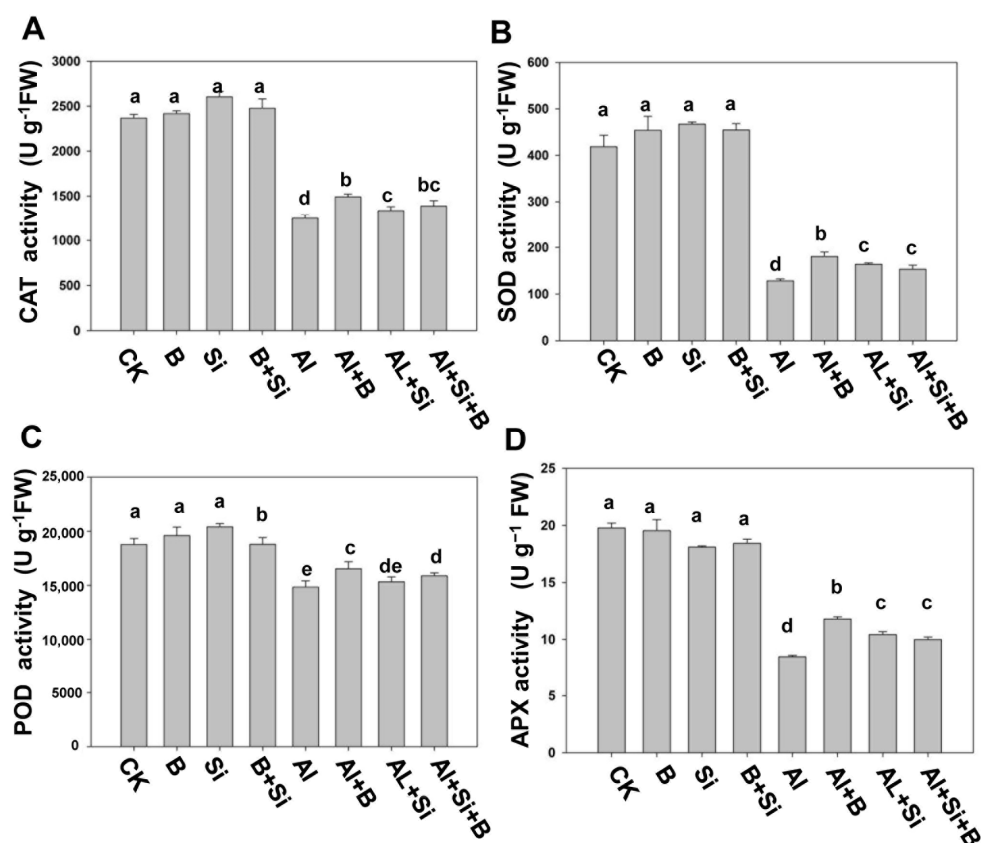 A
CAT activity (U g⁻¹FW)
3000
2500
2000
1500
1000
500
0
a a a a d b c bc
CK B Si B+Si Al Al+B AL+Si Al+Si+B
B
SOD activity (U g⁻¹FW)
600
500
400
300
200
100
0
a a a a d b c c
CK B Si B+Si Al Al+B AL+Si Al+Si+B
C
POD activity (U g⁻¹FW)
25,000
20,000
15,000
10,000
5000
0
a a a b e c de d
CK B Si B+Si Al Al+B AL+Si Al+Si+B
D
APX activity (U g⁻¹ FW)
25
20
15
10
5
0
a a a a d b c c
CK B Si B+Si Al Al+B AL+Si Al+Si+B